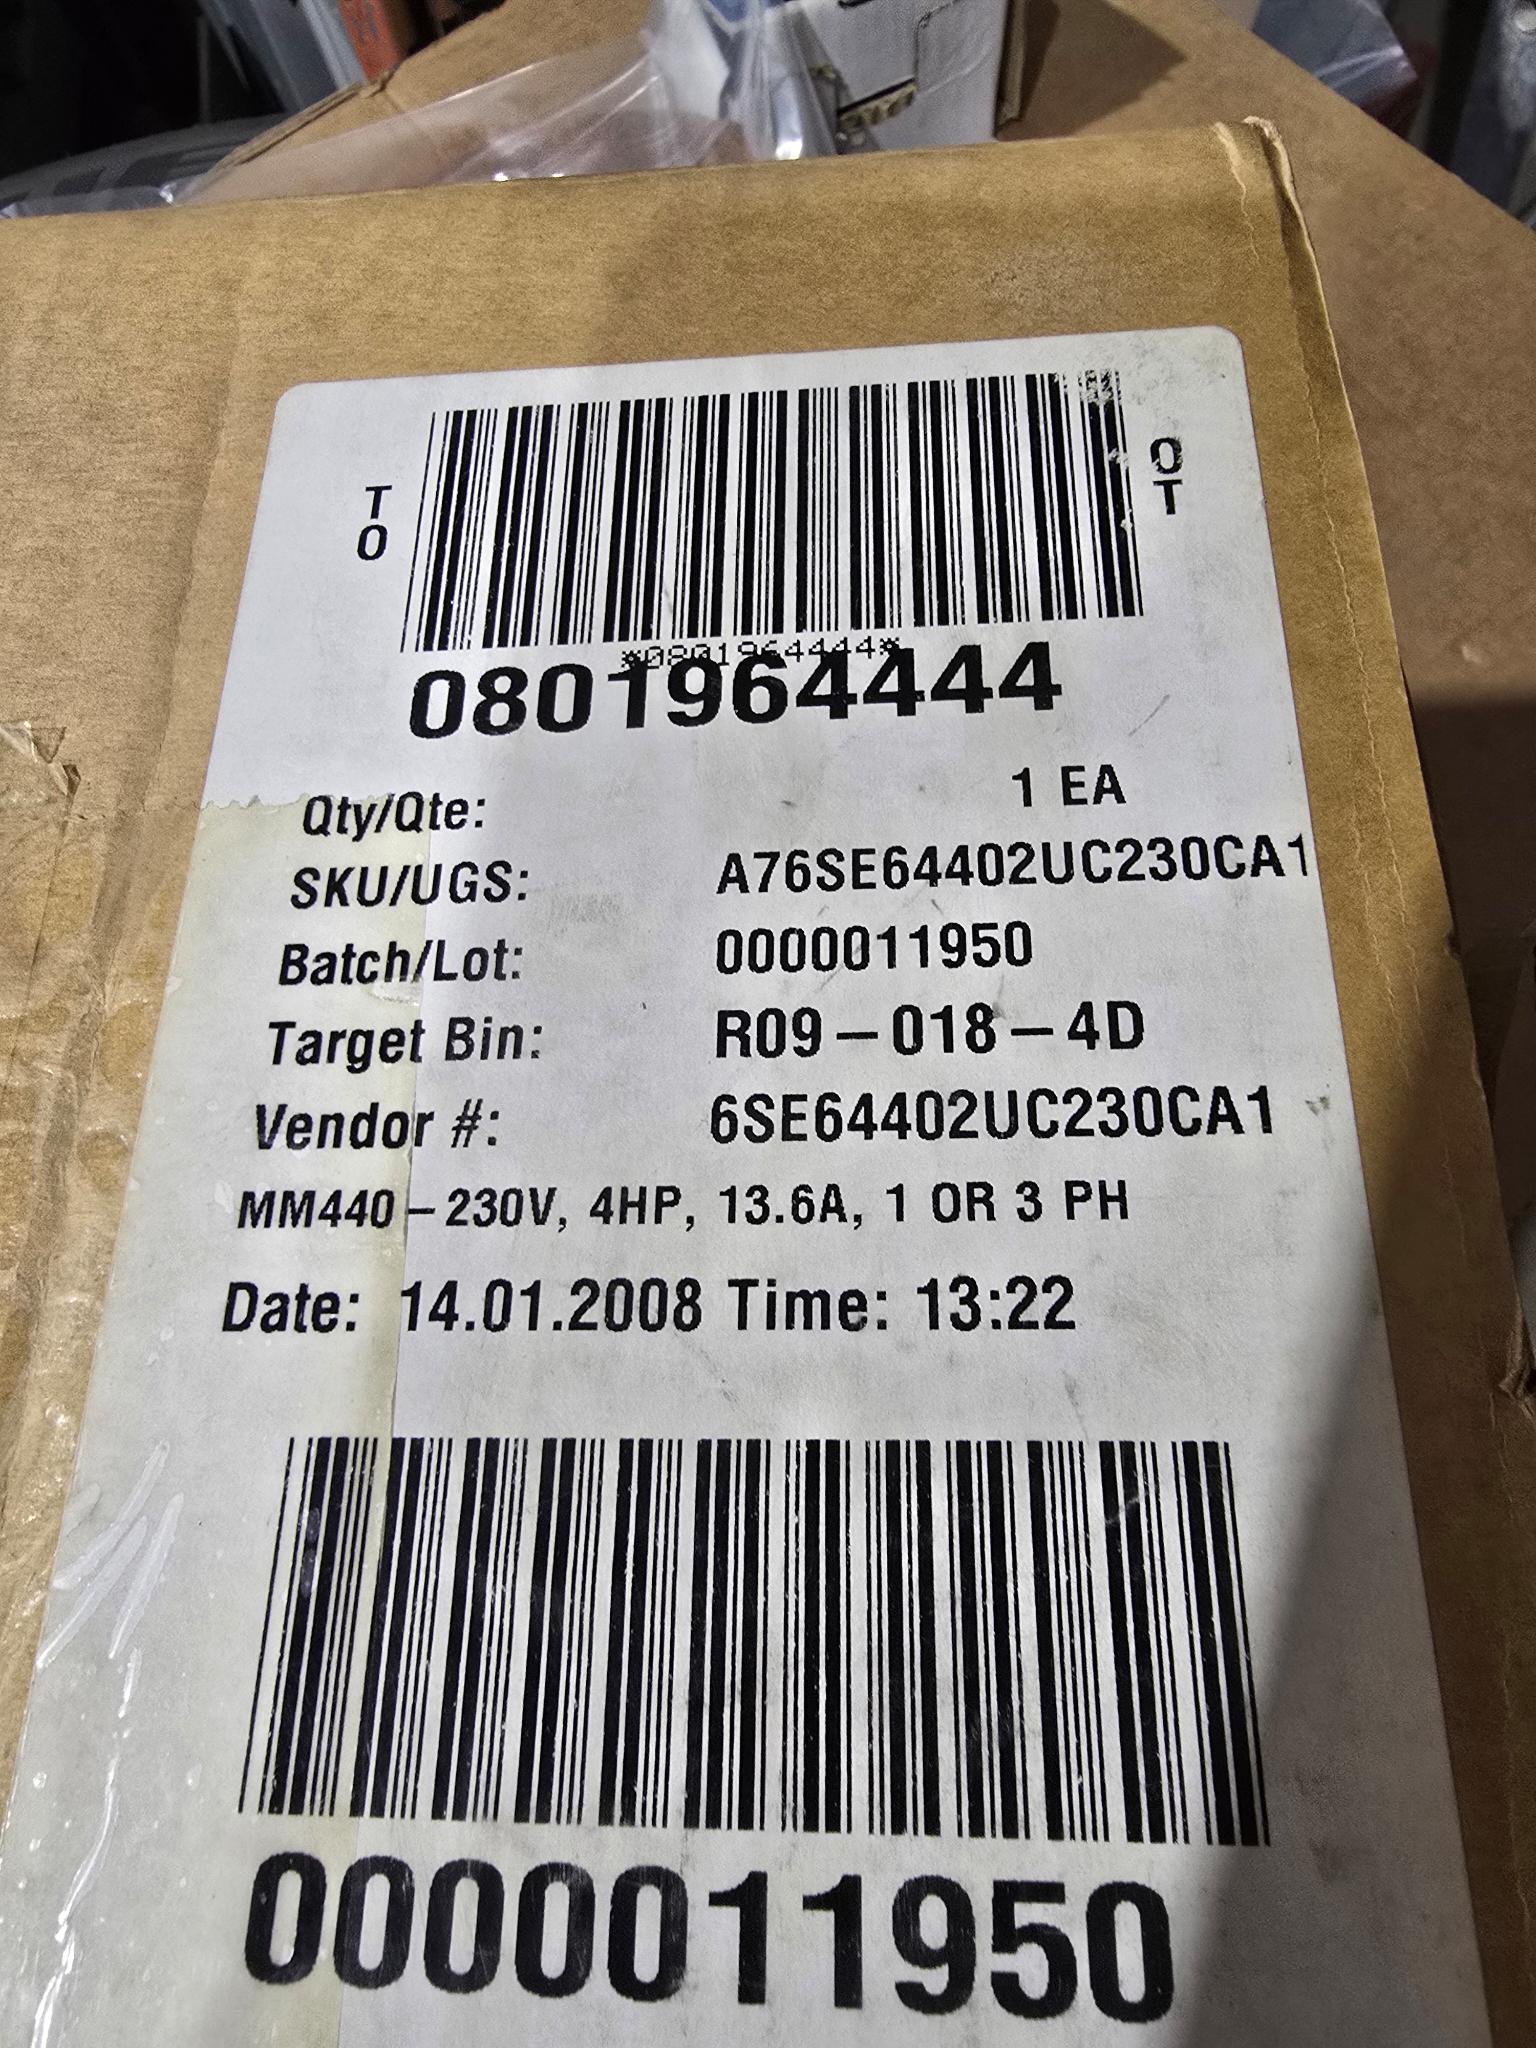 TO
OT
*0801964444*
0801964444
Qty/Qte: 1 EA
SKU/UGS: A76SE64402UC230CA1
Batch/Lot: 0000011950
Target Bin: R09-018-4D
Vendor #: 6SE64402UC230CA1
MM440-230V, 4HP, 13.6A, 1 OR 3 PH
Date: 14.01.2008 Time: 13:22
0000011950